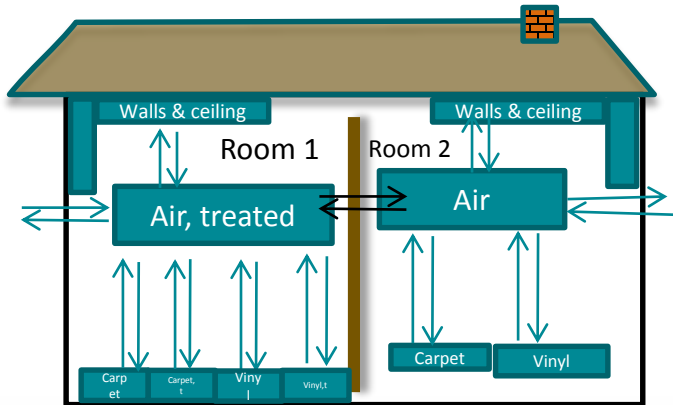 Walls & ceiling
Walls & ceiling
Room 1
Room 2
Air, treated
Air
Carp
et
Carpet,
t
Viny
l
Vinyl,t
Carpet
Vinyl